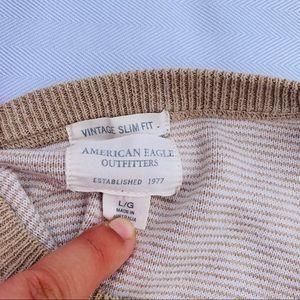 VINTAGE SLIM FIT
AMERICAN EAGLE
OUTFITTERS
ESTABLISHED 1977
L/G
MADE IN